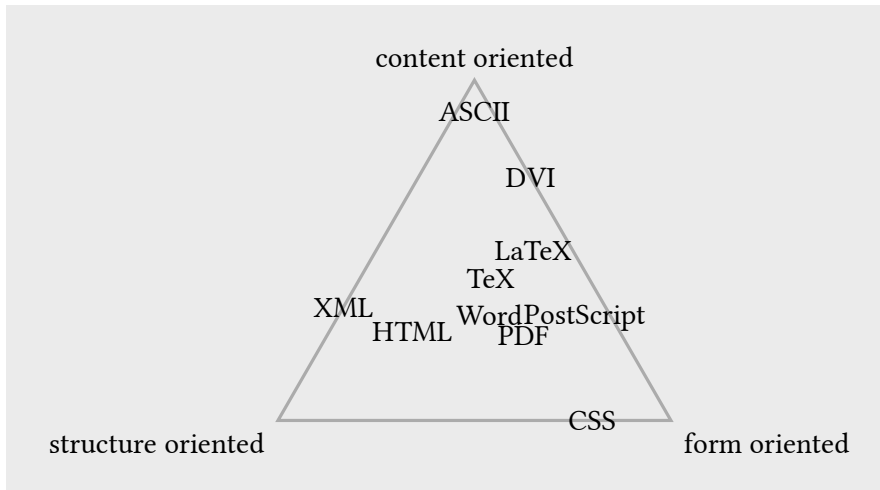 content oriented
ASCII
DVI
LaTeX
TeX
XML
WordPostScript
HTML
PDF
CSS
structure oriented
form oriented